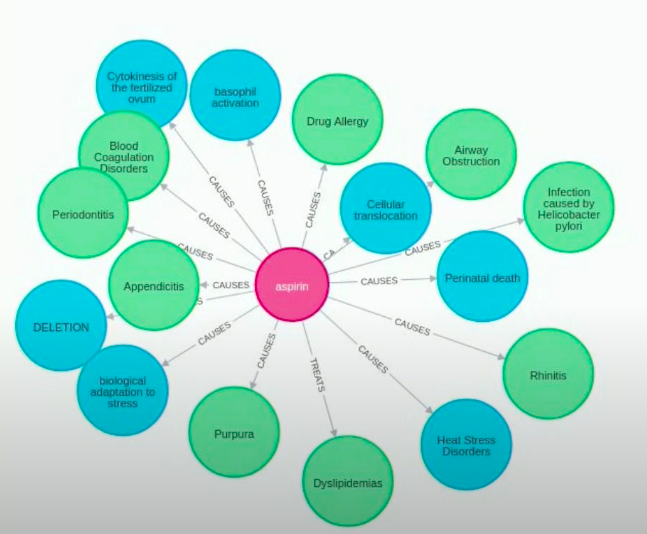 Cytokinesis of
the fertilized
ovum
basophil
activation
Drug Allergy
Airway
Obstruction
Blood
Coagulation
Disorders
Cellular
translocation
Infection
caused by
Helicobacter
pylori
Periodontitis
CAUSES
CAUSES
CAUSES
CAUSES
CAUSES
CA
CAUSES
Appendicitis
CAUSES
aspirin
CAUSES
Perinatal death
S
DELETION
CAUSES
CAUSES
CAUSES
TREATS
CAUSES
biological
adaptation to
stress
Rhinitis
Purpura
Heat Stress
Disorders
Dyslipidemias